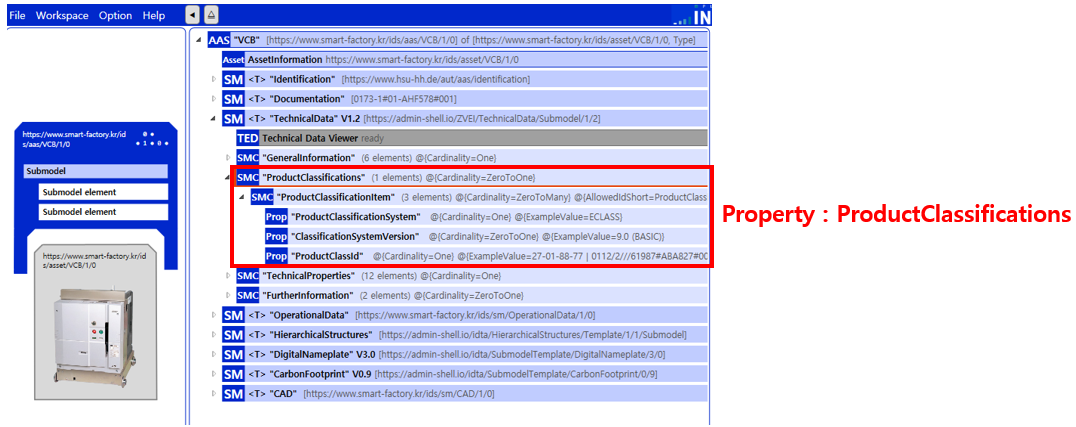 File Workspace Option Help
IN
https://www.smart-factory.kr/id
s/aas/VCB/1/0
0
1 0
Submodel
Submodel element
Submodel element
https://www.smart-factory.kr/id
s/asset/VCB/1/0
AAS "VCB" [https://www.smart-factory.kr/ids/aas/VCB/1/0] of [https://www.smart-factory.kr/ids/asset/VCB/1/0, Type]
Asset AssetInformation https://www.smart-factory.kr/ids/asset/VCB/1/0
SM <T> "Identification" [https://www.hsu-hh.de/aut/aas/identification]
SM <T> "Documentation" [0173-1#01-AHF578#001]
SM <T> "TechnicalData" V1.2 [https://admin-shell.io/ZVEI/TechnicalData/Submodel/1/2]
TED Technical Data Viewer ready
SMC "GeneralInformation" (6 elements) @{Cardinality=One}
SMC "ProductClassifications" (1 elements) @{Cardinality=ZeroToOne}
SMC "ProductClassificationItem" (3 elements) @{Cardinality=ZeroToMany} @{AllowedIdShort=ProductClass
Prop "ProductClassificationSystem" @{Cardinality=One} @{ExampleValue=ECLASS}
Prop "ClassificationSystemVersion" @{Cardinality=ZeroToOne} @{ExampleValue=9.0 (BASIC)}
Prop "ProductClassId" @{Cardinality=One} @{ExampleValue=27-01-88-77 | 0112/2///61987#ABA827#00
SMC "TechnicalProperties" (12 elements) @{Cardinality=One}
SMC "FurtherInformation" (2 elements) @{Cardinality=ZeroToOne}
SM <T> "OperationalData" [https://www.smart-factory.kr/ids/sm/OperationalData/1/0]
SM <T> "HierarchicalStructures" [https://admin-shell.io/idta/HierarchicalStructures/Template/1/1/Submodel]
SM <T> "DigitalNameplate" V3.0 [https://admin-shell.io/idta/SubmodelTemplate/DigitalNameplate/3/0]
SM <T> "CarbonFootprint" V0.9 [https://admin-shell.io/idta/SubmodelTemplate/CarbonFootprint/0/9]
SM <T> "CAD" [https://www.smart-factory.kr/ids/sm/CAD/1/0]
Property : ProductClassifications